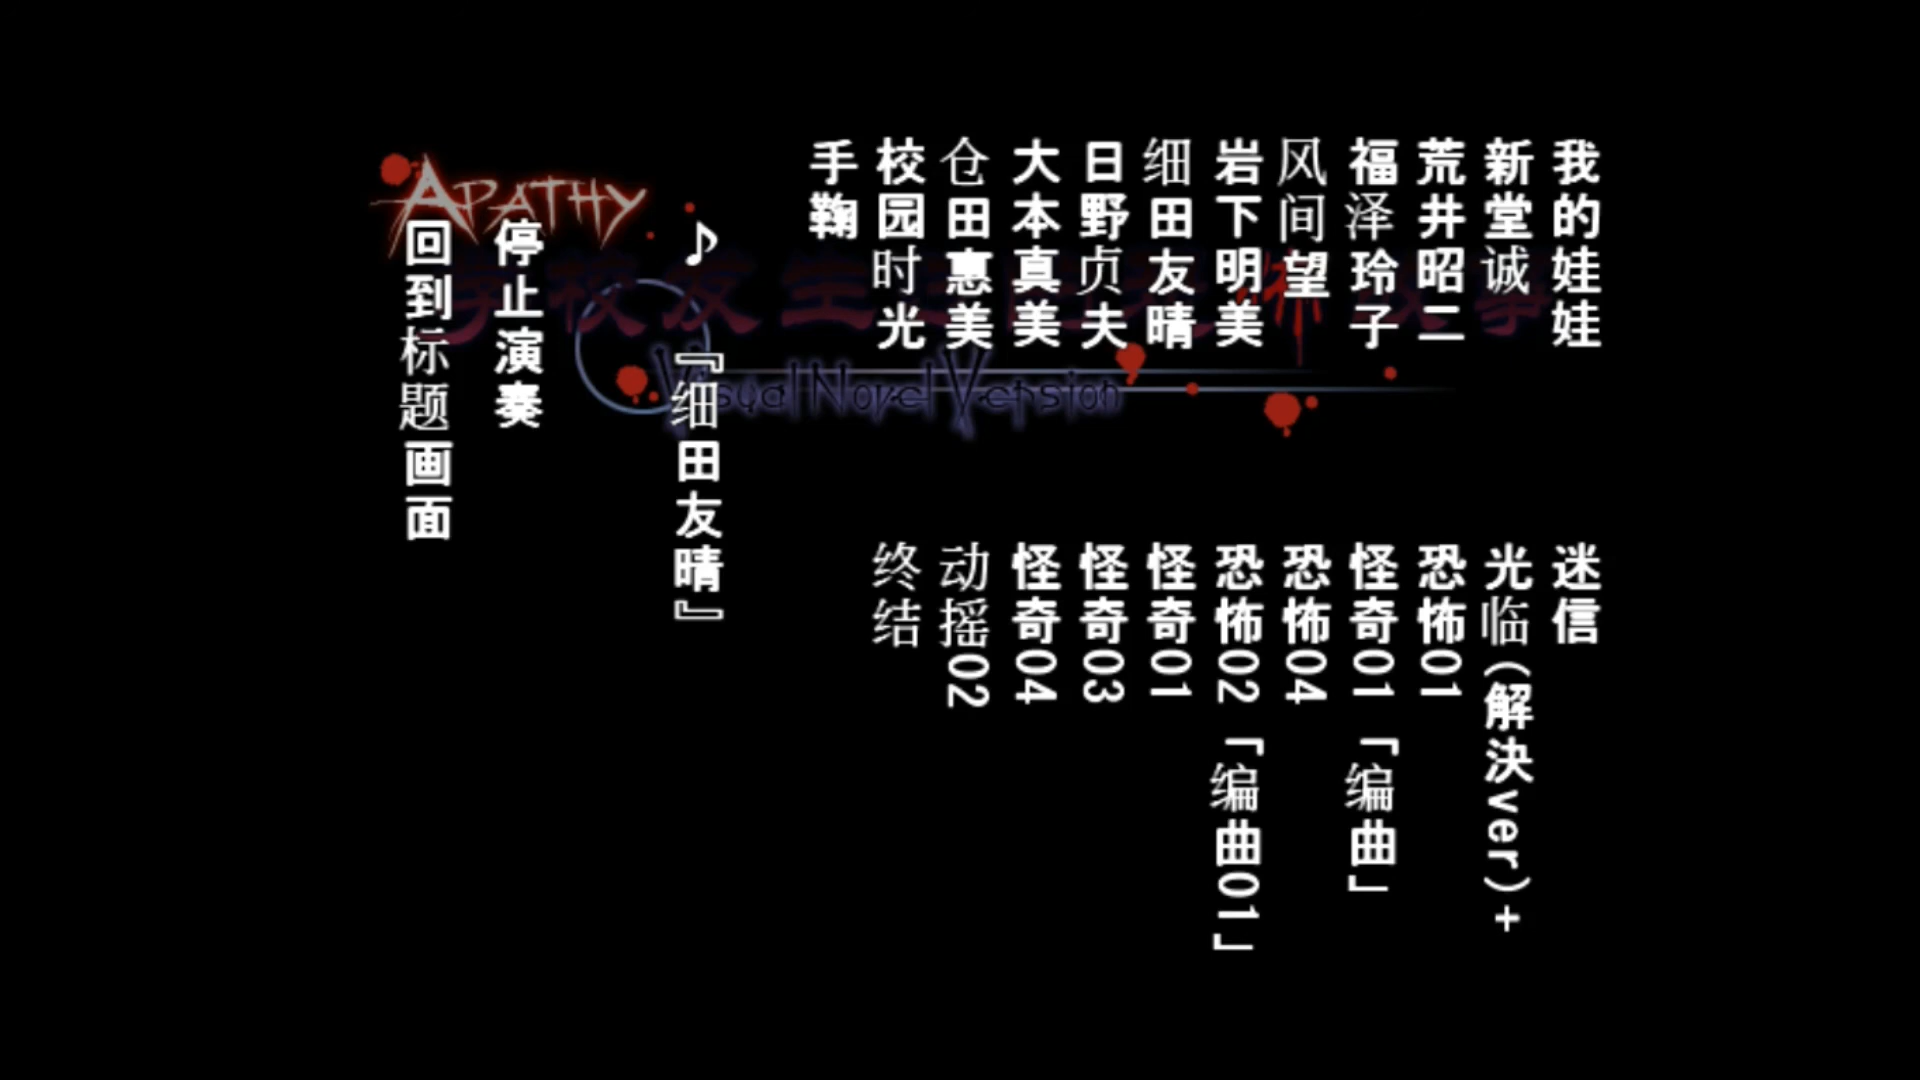 我的娃娃
新堂诚
荒井昭二
福泽玲子
风间望
岩下明美
细田友晴
日野贞夫
大本真美
仓田惠美
校园时光
手鞠
迷信
光临(解決ver)+
恐怖01
怪奇01「编曲」
恐怖04
恐怖02「编曲01」
怪奇01
怪奇03
怪奇04
动摇02
终结
♪『细田友晴』
停止演奏
回到标题画面
APATHY
Visual Novel Version